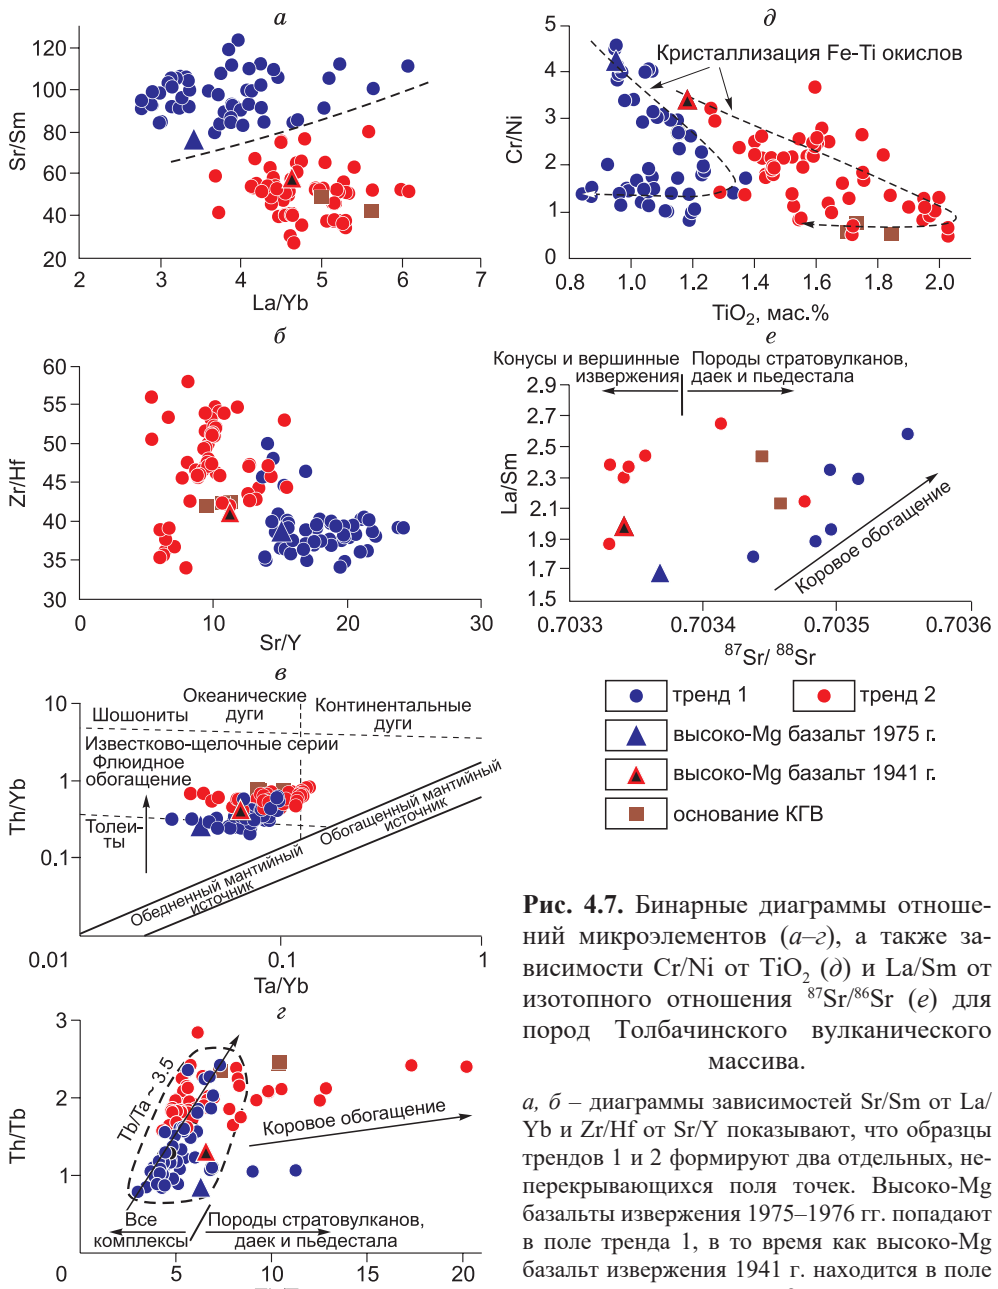 а
120
100
80
60
40
20
Sr/Sm
2
3
4
5
6
7
La/Yb
д
5
4
3
2
1
0
Cr/Ni
Кристаллизация Fe-Ti окислов
0.8
1.0
1.2
1.4
1.6
1.8
2.0
TiO2, мас.%
б
60
55
50
45
40
35
30
Zr/Hf
0
10
20
30
Sr/Y
е
Конусы и вершинные
извержения
Породы стратовулканов,
даек и пьедестала
2.9
2.7
2.5
2.3
2.1
1.9
1.7
1.5
La/Sm
Коровое обогащение
0.7033
0.7034
0.7035
0.7036
87Sr/ 88Sr
тренд 1
тренд 2
высоко-Mg базальт 1975 г.
высоко-Mg базальт 1941 г.
основание КГВ
в
10
1
0.1
Th/Yb
Океанические
дуги
Шошониты
Континентальные
дуги
Известково-щелочные серии
Флюидное
обогащение
Толеи-
ты
Обедненный мантийный
источник
Обогащенный мантийный
источник
0.01
0.1
1
Ta/Yb
г
3
2
1
0
Th/Tb
Tb/Ta ~ 3.5
Коровое обогащение
Все
комплексы
Породы стратовулканов,
даек и пьедестала
5
10
15
20
Рис. 4.7. Бинарные диаграммы отноше-
ний микроэлементов (а–г), а также за-
висимости Cr/Ni от TiO2 (д) и La/Sm от
изотопного отношения 87Sr/86Sr (е) для
пород Толбачинского вулканического
массива.
а, б – диаграммы зависимостей Sr/Sm от La/
Yb и Zr/Hf от Sr/Y показывают, что образцы
трендов 1 и 2 формируют два отдельных, не-
перекрывающихся поля точек. Высоко-Mg
базальты извержения 1975–1976 гг. попадают
в поле тренда 1, в то время как высоко-Mg
базальт извержения 1941 г. находится в поле